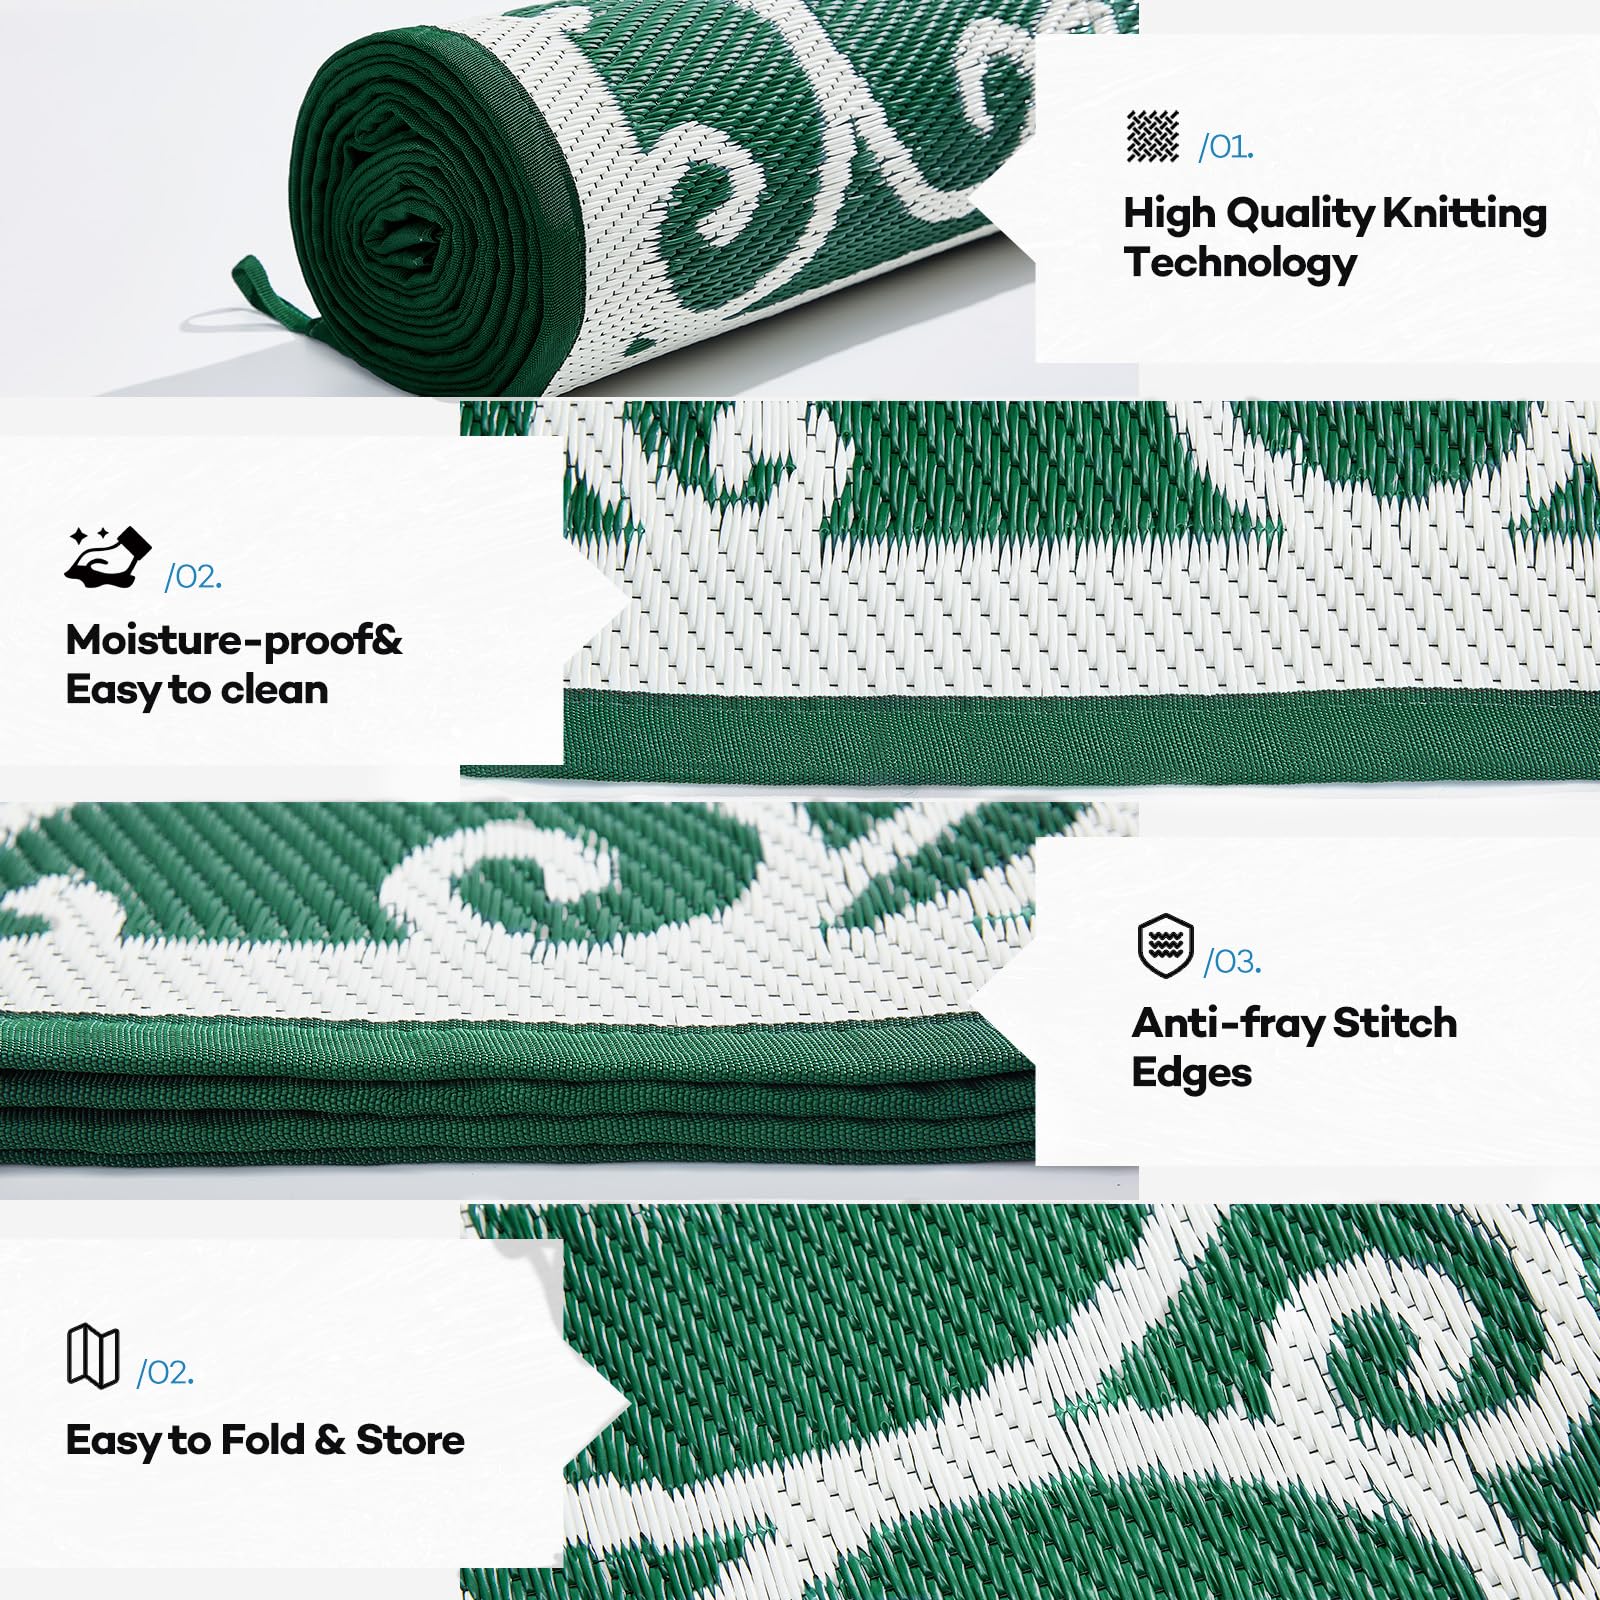 /01.
High Quality Knitting
Technology
/02.
Moisture-proof&
Easy to clean
/03.
Anti-fray Stitch
Edges
/02.
Easy to Fold & Store